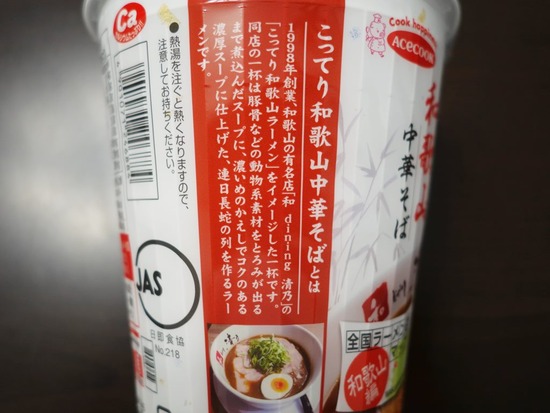 Cook happiness
ACECOOK
和歌山
中華そば
全国ラーメン
和歌山編
こってり和歌山中華そばとは
1998年創業、和歌山の有名店「和 dining 清乃」の
「こってり和歌山ラーメン」をイメージした一杯です。
同店の一杯は豚骨などの動物系素材をとろみが出る
まで煮込んだスープに、濃いめのかえしでコクのある
濃厚スープに仕上げた、連日長蛇の列を作るラー
メンです。
●熱湯を注ぐと熱くなりますので、
注意してお持ちください。
Ca
JAS
日即食協
No.218